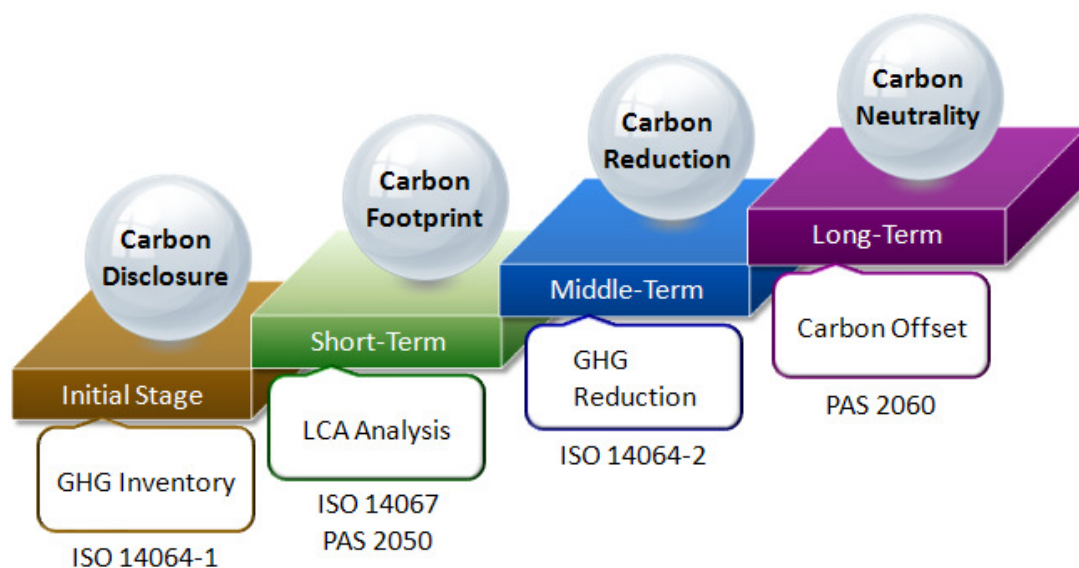 Carbon
Disclosure
Initial Stage
GHG Inventory
ISO 14064-1
Carbon
Footprint
Short-Term
LCA Analysis
ISO 14067
PAS 2050
Carbon
Reduction
Middle-Term
GHG
Reduction
ISO 14064-2
Carbon
Neutrality
Long-Term
Carbon Offset
PAS 2060